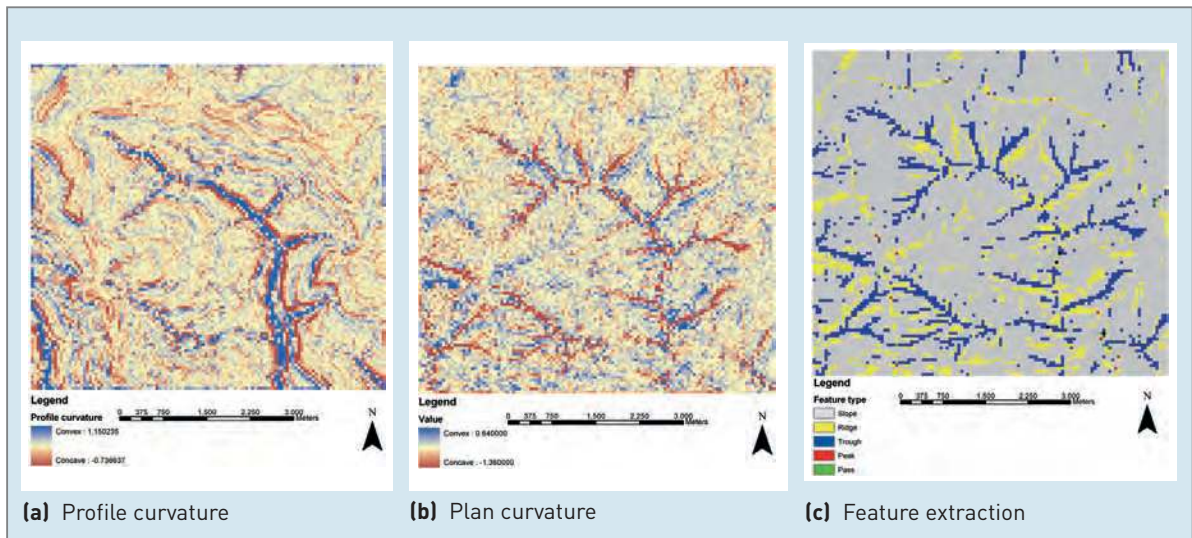 Legend
Profile curvature
0 375 750 1,500 2,250 3,000
Meters
N
Convex : 1,150235
Concave : -0,736637
(a) Profile curvature
Legend
Value
0 375 750 1,500 2,250 3,000
Meters
N
Convex : 0.640000
Concave : -1.360000
(b) Plan curvature
Legend
Feature type
0 375 750 1,500 2,250 3,000
Meters
N
Slope
Ridge
Trough
Peak
Pass
(c) Feature extraction